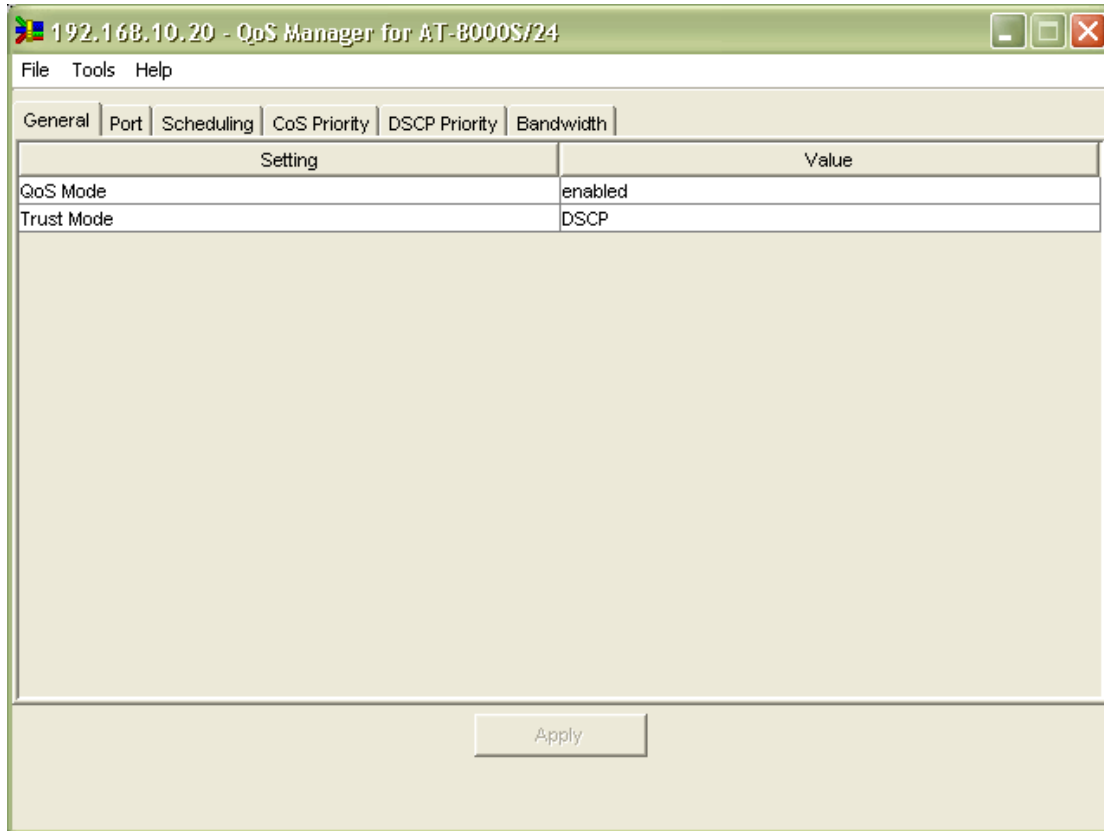 192.168.10.20 - QoS Manager for AT-8000S/24
File Tools Help
General Port Scheduling CoS Priority DSCP Priority Bandwidth
Setting Value
QoS Mode enabled
Trust Mode DSCP
Apply